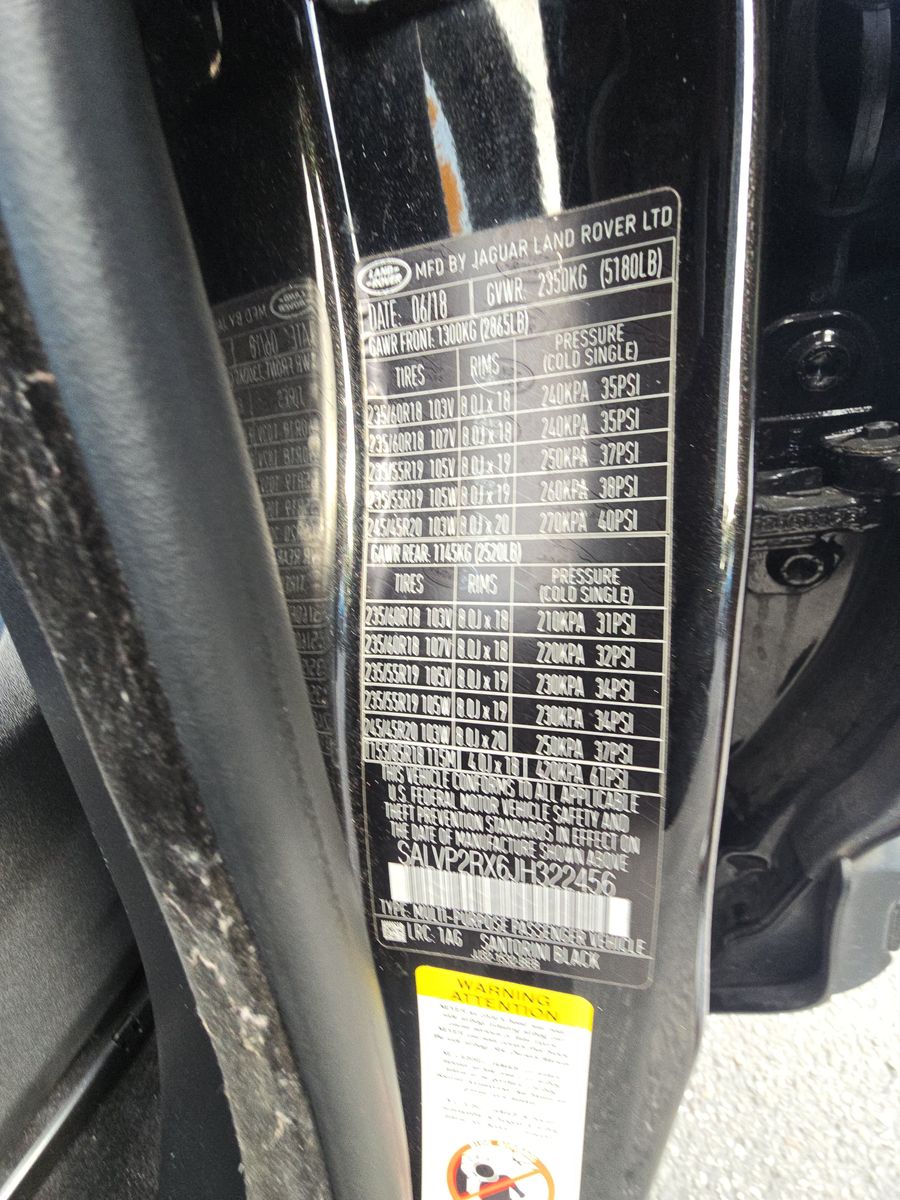 LAND ROVER
MFD BY JAGUAR LAND ROVER LTD
DATE: 06/18 GVWR: 2350KG (5180LB)
GAWR FRONT: 1300KG (2865LB)
TIRES RIMS PRESSURE (COLD SINGLE)
235/60R18 103V 8.0J x 18 240KPA 35PSI
235/60R18 107V 8.0J x 18 240KPA 35PSI
235/55R19 105V 8.0J x 19 250KPA 37PSI
235/55R19 105W 8.0J x 19 260KPA 38PSI
245/45R20 103W 8.0J x 20 270KPA 40PSI
GAWR REAR: 1145KG (2520LB)
TIRES RIMS PRESSURE (COLD SINGLE)
235/60R18 103V 8.0J x 18 210KPA 31PSI
235/60R18 107V 8.0J x 18 220KPA 32PSI
235/55R19 105V 8.0J x 19 230KPA 34PSI
235/55R19 105W 8.0J x 19 230KPA 34PSI
245/45R20 103W 8.0J x 20 250KPA 37PSI
T155/85R18 115M 4.0J x 18 420KPA 61PSI
THIS VEHICLE CONFORMS TO ALL APPLICABLE
U.S. FEDERAL MOTOR VEHICLE SAFETY AND
THEFT PREVENTION STANDARDS IN EFFECT ON
THE DATE OF MANUFACTURE SHOWN ABOVE
SALVP2RX6JH322456
TYPE: MULTI-PURPOSE PASSENGER VEHICLE
LRC: 1AG SANTORINI BLACK
WARNING
ATTENTION